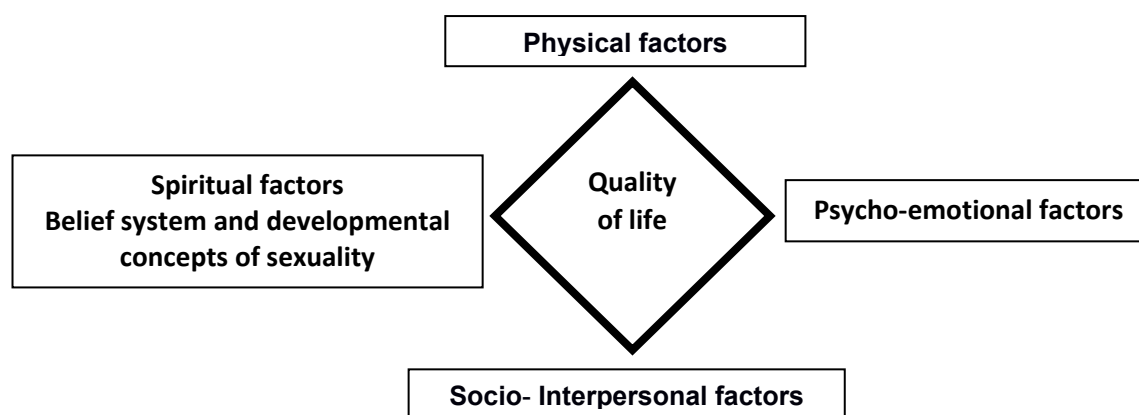 Physical factors
Spiritual factors
Belief system and developmental
concepts of sexuality
Quality
of life
Psycho-emotional factors
Socio- Interpersonal factors